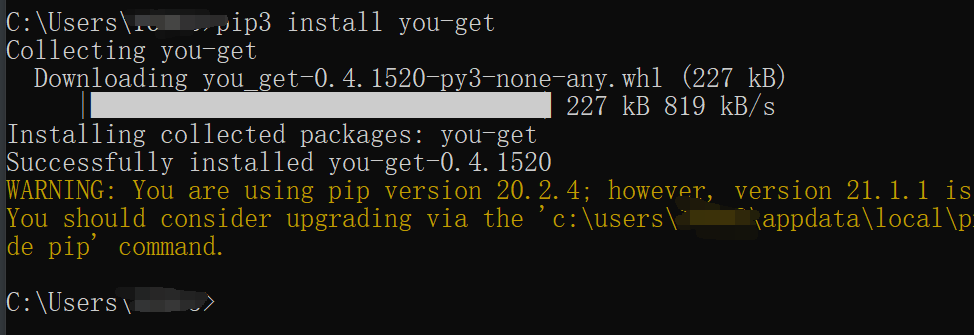 C:\Users\ pip3 install you-get
Collecting you-get
Downloading you_get-0.4.1520-py3-none-any.whl (227 kB)
227 kB 819 kB/s
Installing collected packages: you-get
Successfully installed you-get-0.4.1520
WARNING: You are using pip version 20.2.4; however, version 21.1.1 is
You should consider upgrading via the 'c:\users\ \appdata\local\p
de pip' command.
C:\Users\ >